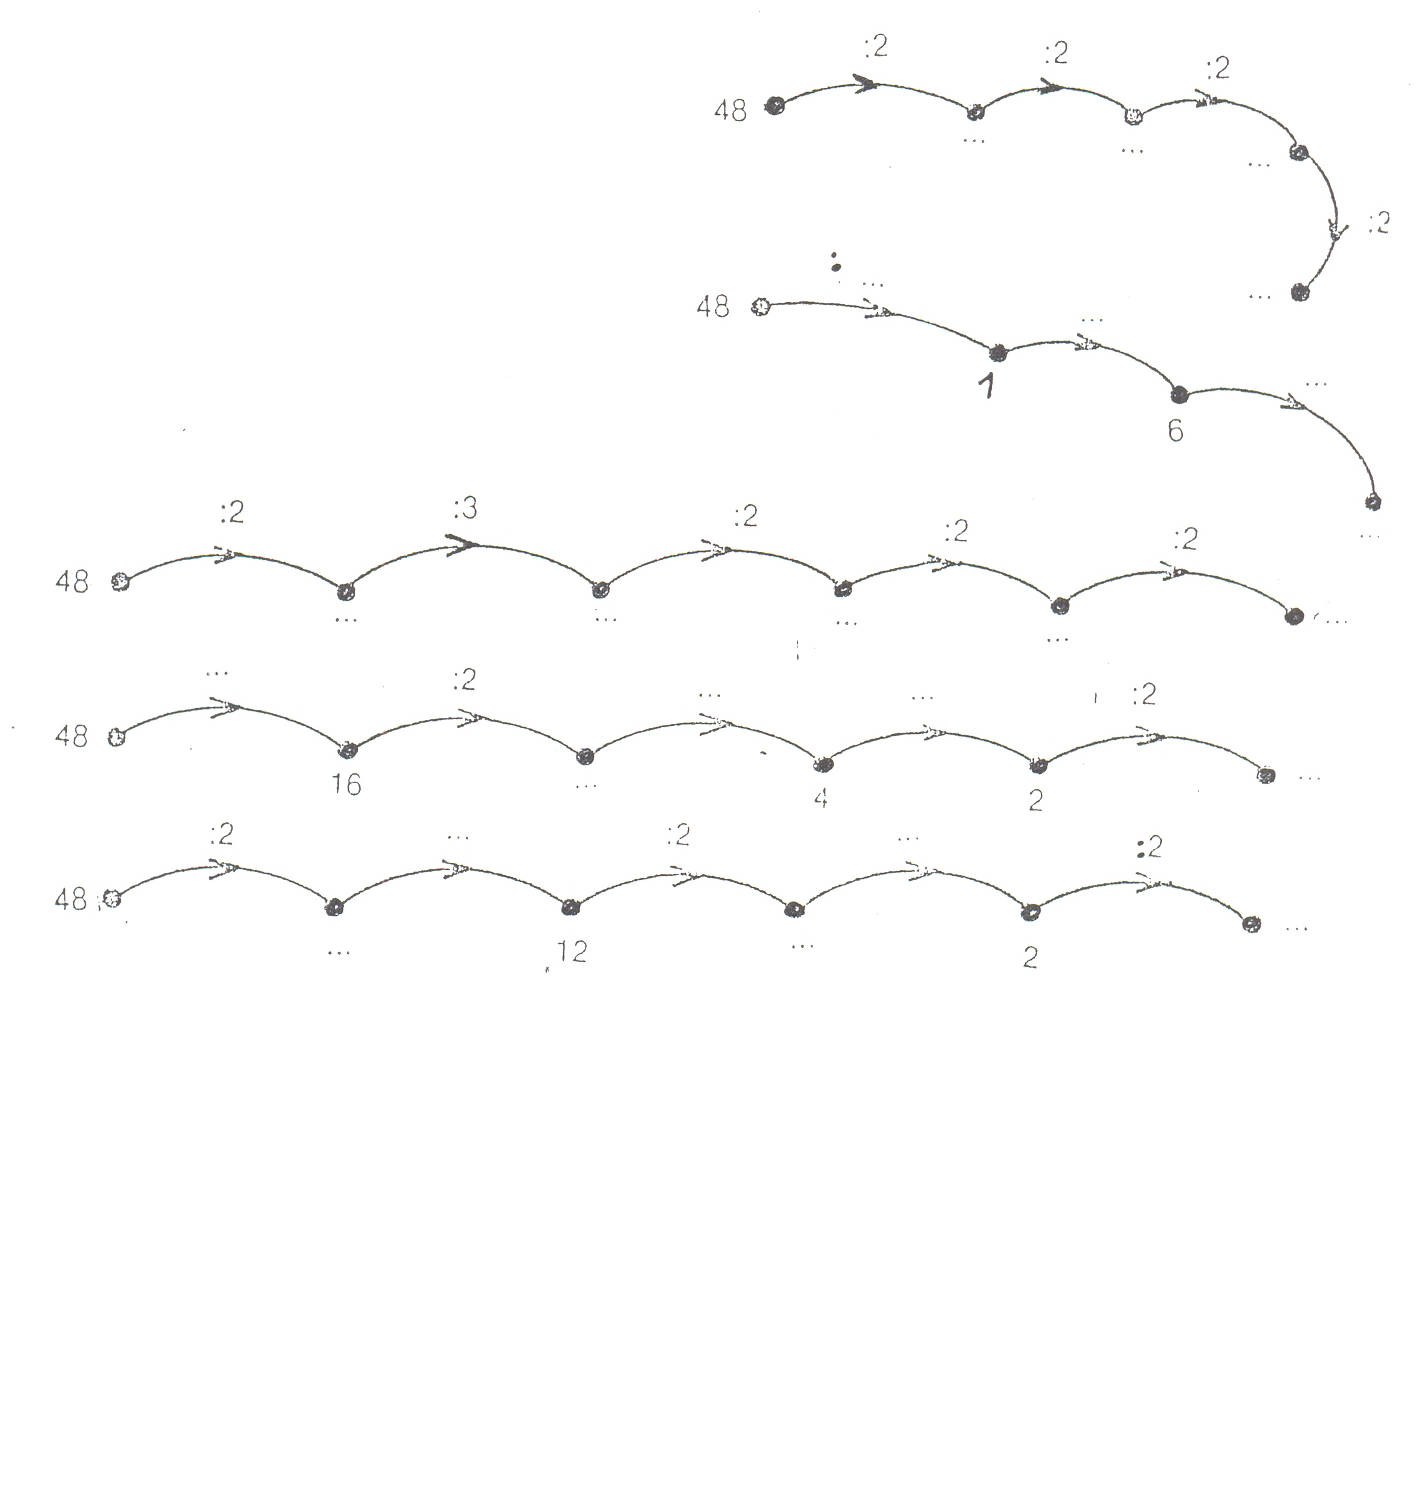 :2 :2 :2
48 ... ... ...
:2
...
: ... ... ...
48 1 6 ...
:2 :3 :2 :2 :2
48 ... ... ... ... ...
... :2 ... ... :2
48 16 ... 4 2 ...
:2 ... :2 ... :2
48 ... 12 ... 2 ...